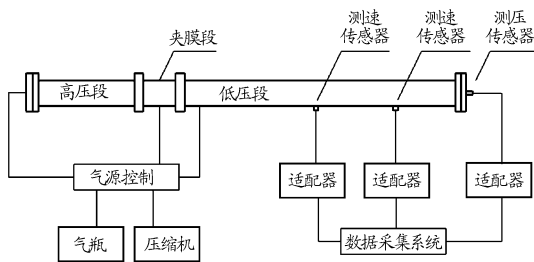 测速
传感器
测速
传感器
测压
传感器
夹膜段
高压段
低压段
气源控制
适配器
适配器
适配器
气瓶
压缩机
数据采集系统